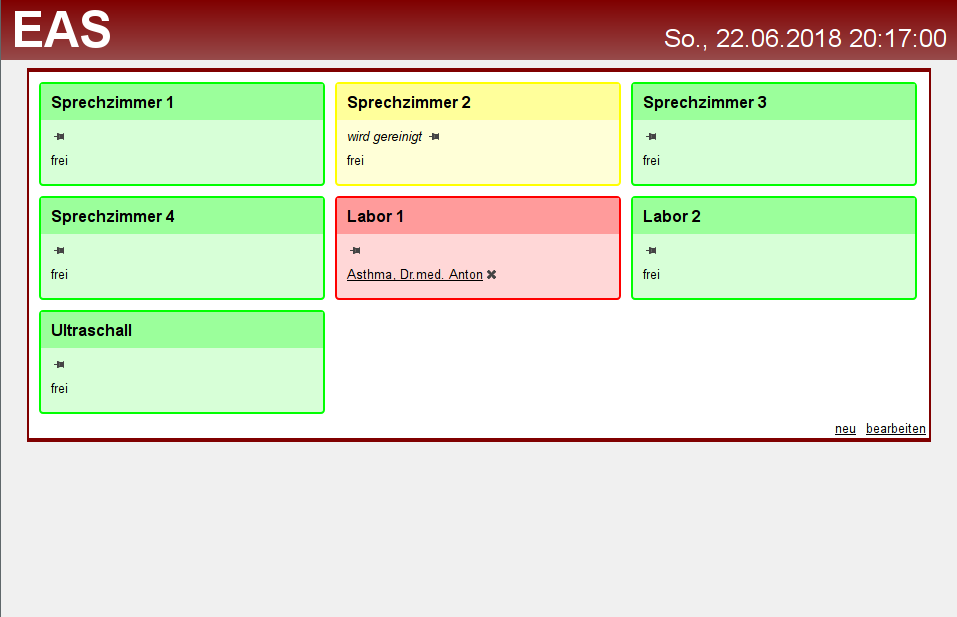 EAS
So., 22.06.2018 20:17:00
Sprechzimmer 1
frei
Sprechzimmer 2
wird gereinigt
frei
Sprechzimmer 3
frei
Sprechzimmer 4
frei
Labor 1
Asthma, Dr.med. Anton
Labor 2
frei
Ultraschall
frei
neu bearbeiten